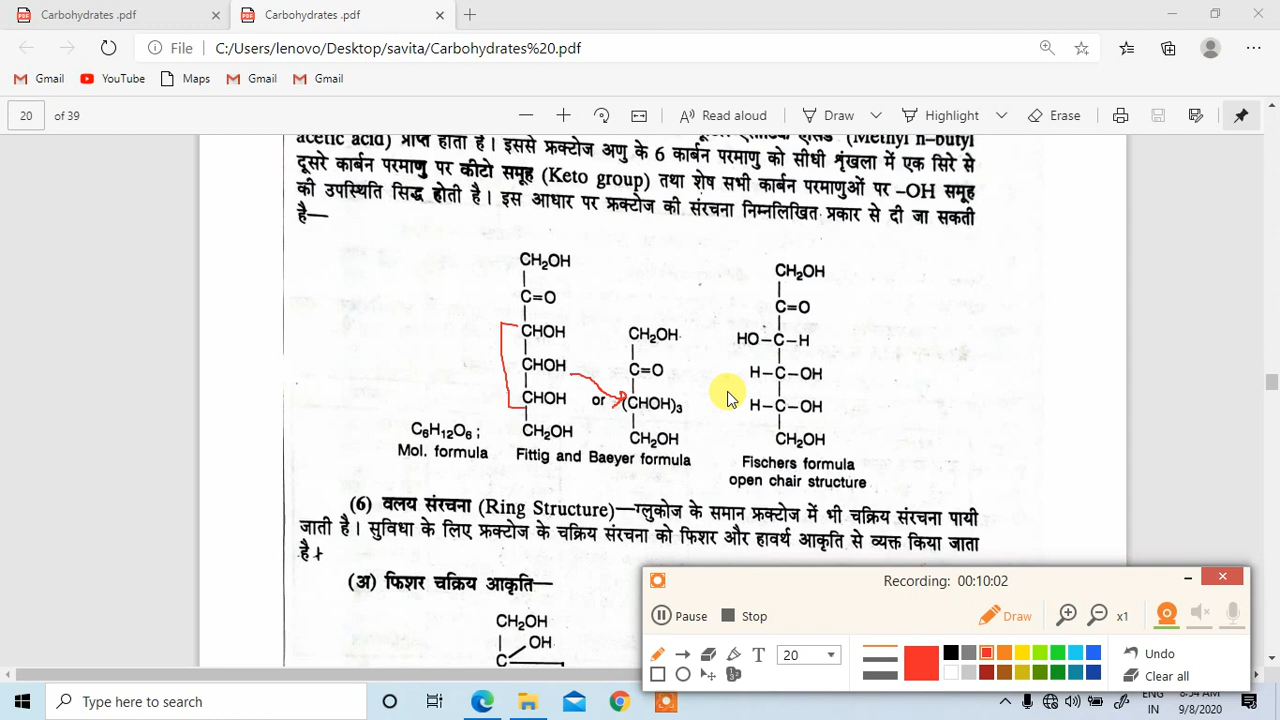 Carbohydrates .pdf
Carbohydrates .pdf
File
C:/Users/lenovo/Desktop/savita/Carbohydrates%20.pdf
Gmail
YouTube
Maps
Gmail
Gmail
20 of 39
Read aloud
Draw
Highlight
Erase
acetic acid) प्राप्त होता है। इससे फ्रक्टोज अणु के 6 कार्बन परमाणु को सीधी शृंखला में एक सिरे से
(Methyl n-butyl
दूसरे कार्बन परमाणु पर कीटो समूह (Keto group) तथा शेष सभी कार्बन परमाणुओं पर –OH समूह
की उपस्थिति सिद्ध होती है। इस आधार पर फ्रक्टोज की संरचना निम्नलिखित प्रकार से दी जा सकती
है—
CH2OH
C=O
CHOH
CHOH
CHOH
CH2OH
or
CH2OH
C=O
(CHOH)3
CH2OH
CH2OH
C=O
HO–C–H
H–C–OH
H–C–OH
CH2OH
C6H12O6 ;
Mol. formula
Fittig and Baeyer formula
Fischers formula
open chair structure
(6) वलय संरचना (Ring Structure)—ग्लुकोज के समान फ्रक्टोज में भी चक्रिय संरचना पायी
जाती है। सुविधा के लिए फ्रक्टोज के चक्रिय संरचना को फिशर और हावर्थ आकृति से व्यक्त किया जाता
है।
(अ) फिशर चक्रिय आकृति—
CH2OH
OH
C
Recording: 00:10:02
Pause
Stop
Draw
x1
T
20
Undo
Clear all
Type here to search
ENG
IN
8:54 AM
9/8/2020